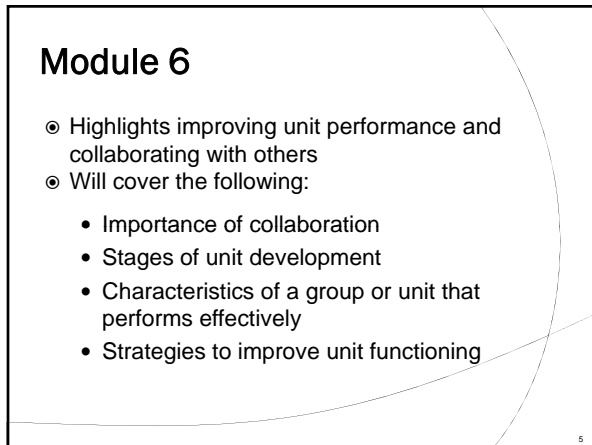 Module 6
⦿ Highlights improving unit performance and
collaborating with others
⦿ Will cover the following:
• Importance of collaboration
• Stages of unit development
• Characteristics of a group or unit that
performs effectively
• Strategies to improve unit functioning
5